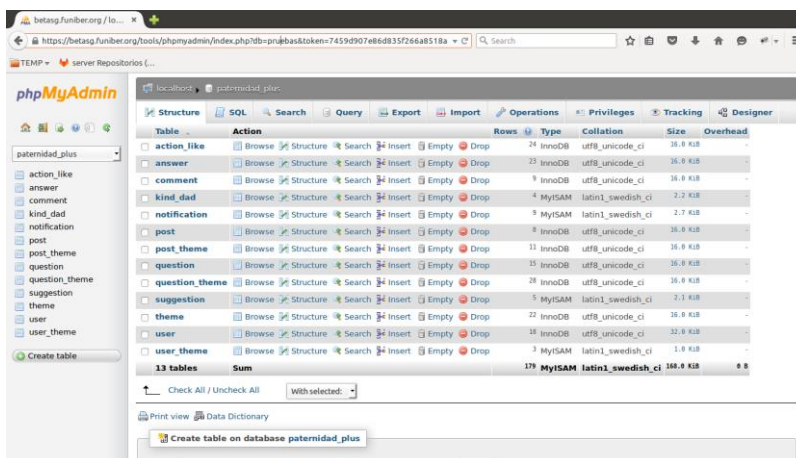 betasg.funiber.org / lo...
https://betasg.funiber.org/tools/phpmyadmin/index.php?db=pruebas&token=7459d907e86d835f266a8518a
Search
TEMP
server Repositorios (...
phpMyAdmin
localhost
paternidad_plus
Structure SQL Search Query Export Import Operations Privileges Tracking Designer
paternidad_plus
action_like
answer
comment
kind_dad
notification
post
post_theme
question
question_theme
suggestion
theme
user
user_theme
Create table
Table Action Rows Type Collation Size Overhead
action_like Browse Structure Search Insert Empty Drop 24 InnoDB utf8_unicode_ci 16.0 KiB -
answer Browse Structure Search Insert Empty Drop 23 InnoDB utf8_unicode_ci 16.0 KiB -
comment Browse Structure Search Insert Empty Drop 9 InnoDB utf8_unicode_ci 16.0 KiB -
kind_dad Browse Structure Search Insert Empty Drop 4 MyISAM latin1_swedish_ci 2.2 KiB -
notification Browse Structure Search Insert Empty Drop 9 MyISAM latin1_swedish_ci 2.7 KiB -
post Browse Structure Search Insert Empty Drop InnoDB utf8_unicode_ci 16.0 KiB -
post_theme Browse Structure Search Insert Empty Drop 11 InnoDB utf8_unicode_ci 16.0 KiB -
question Browse Structure Search Insert Empty Drop 15 InnoDB utf8_unicode_ci 16.0 KiB -
question_theme Browse Structure Search Insert Empty Drop 28 InnoDB utf8_unicode_ci 16.0 KiB -
suggestion Browse Structure Search Insert Empty Drop 5 MyISAM latin1_swedish_ci 2.1 KiB -
theme Browse Structure Search Insert Empty Drop 22 InnoDB utf8_unicode_ci 16.0 KiB -
user Browse Structure Search Insert Empty Drop 18 InnoDB utf8_unicode_ci 32.0 KiB -
user_theme Browse Structure Search Insert Empty Drop 3 MyISAM latin1_swedish_ci 1.0 KiB -
13 tables Sum 179 MyISAM latin1_swedish_ci 168.0 KiB 0 B
Check All / Uncheck All With selected:
Print view Data Dictionary
Create table on database paternidad_plus